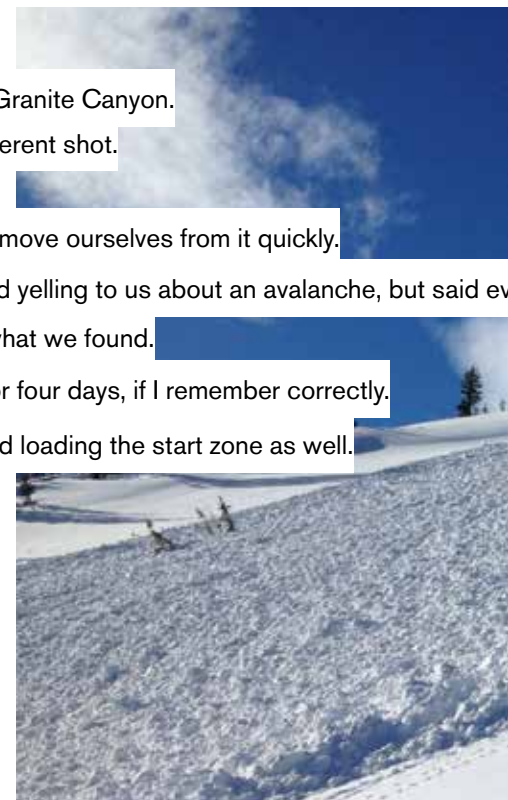 Granite Canyon.
erent shot.
move ourselves from it quickly.
d yelling to us about an avalanche, but said ev
what we found.
r four days, if I remember correctly.
d loading the start zone as well.